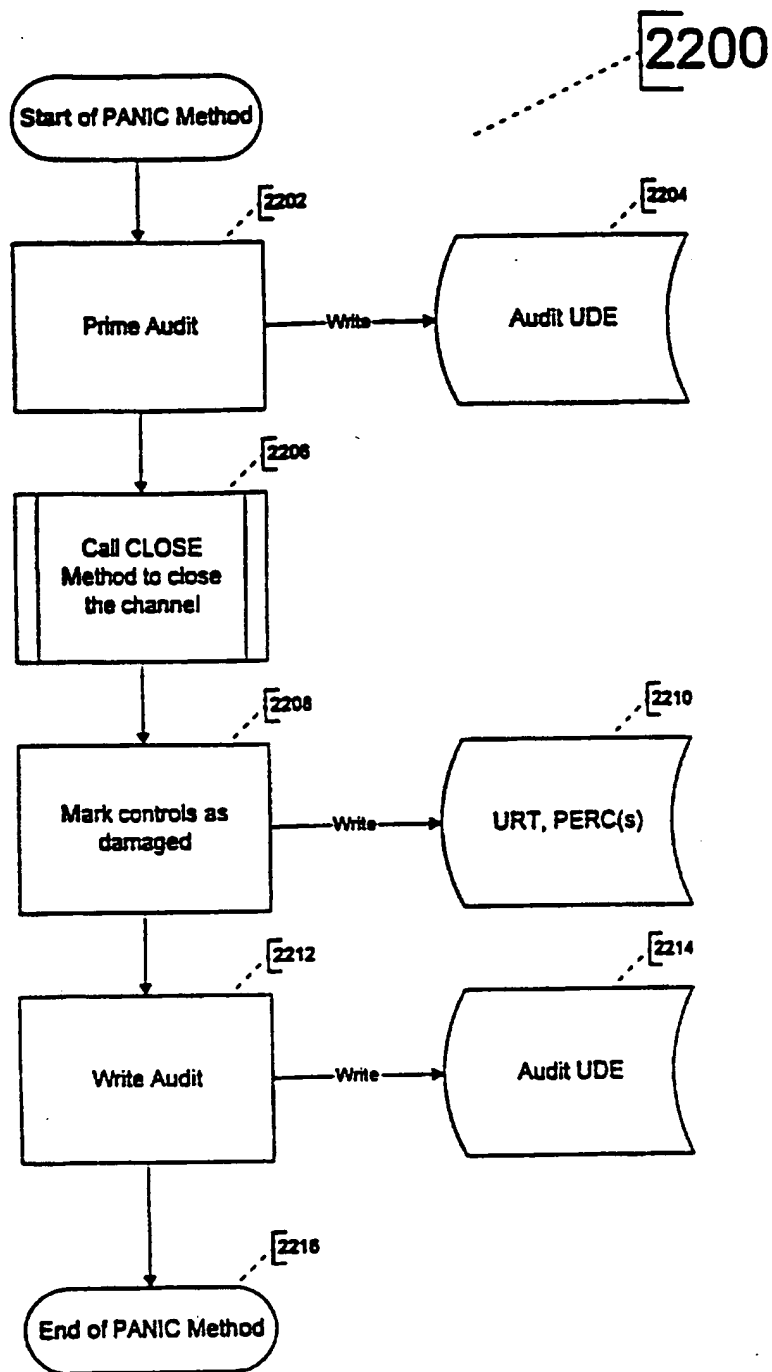 2200
Start of PANIC Method
2202
2204
Prime Audit
Write
Audit UDE
2206
Call CLOSE
Method to close
the channel
2208
2210
Mark controls as
damaged
Write
URT, PERC(s)
2212
2214
Write Audit
Write
Audit UDE
2216
End of PANIC Method